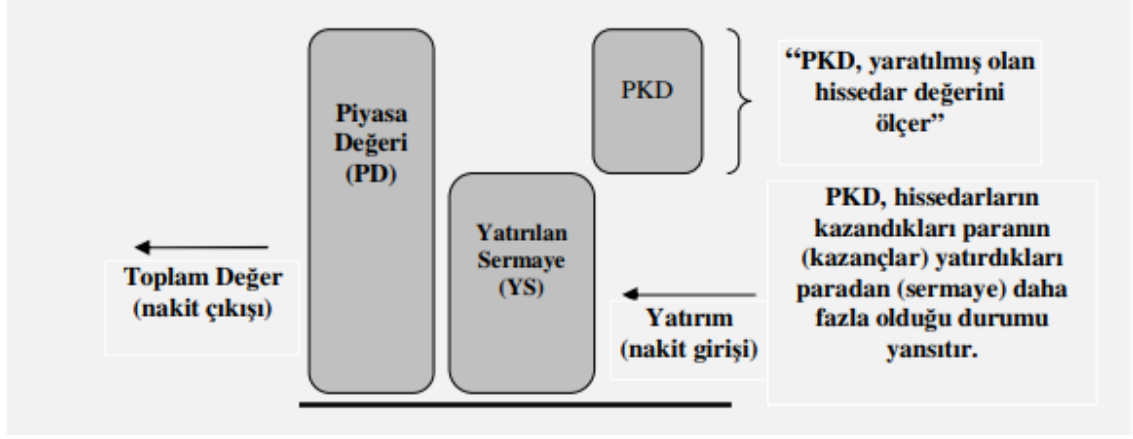 Piyasa
Değeri
(PD)
Yatırılan
Sermaye
(YS)
PKD
“PKD, yaratılmış olan
hissedar değerini
ölçer”
PKD, hissedarların
kazandıkları paranın
(kazançlar) yatırdıkları
paradan (sermaye) daha
fazla olduğu durumu
yansıtır.
Toplam Değer
(nakit çıkışı)
Yatırım
(nakit girişi)